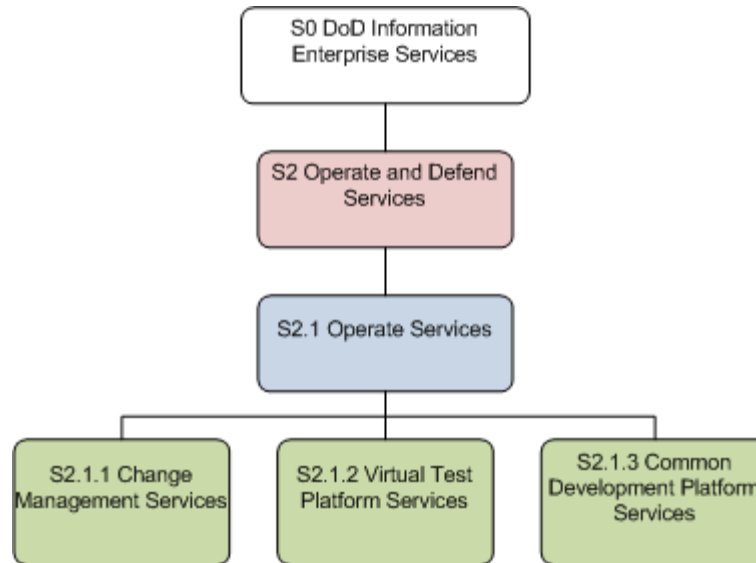 S0 DoD Information
Enterprise Services
S2 Operate and Defend
Services
S2.1 Operate Services
S2.1.1 Change
Management Services
S2.1.2 Virtual Test
Platform Services
S2.1.3 Common
Development Platform
Services